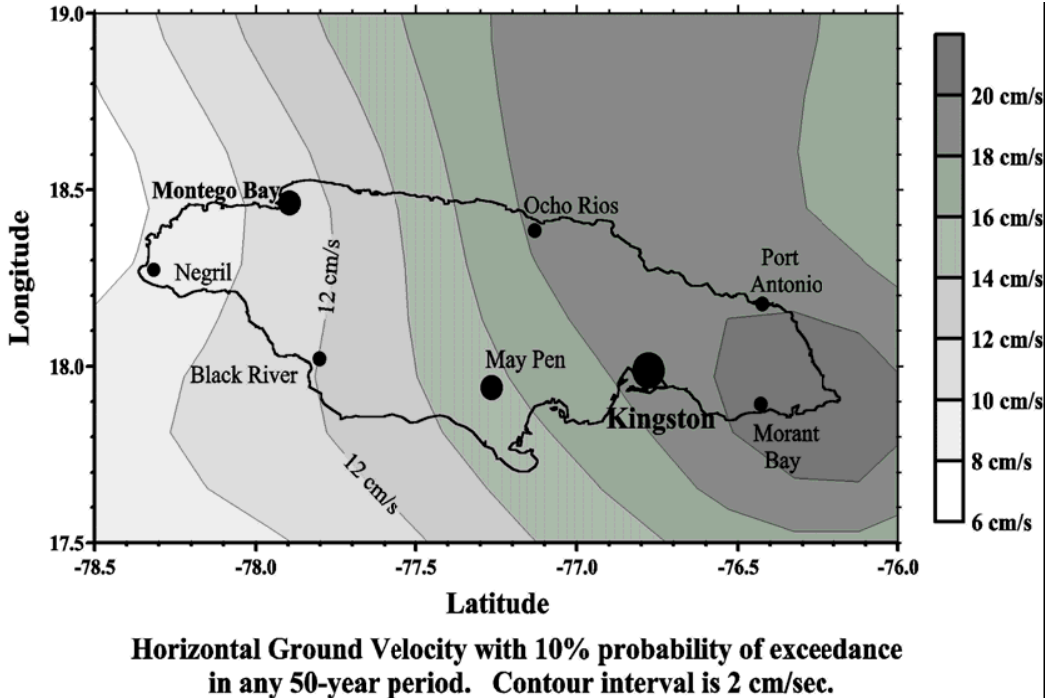 19.0
18.5
18.0
17.5
-78.5
-78.0
-77.5
-77.0
-76.5
-76.0
Longitude
Latitude
Montego Bay
Negril
Black River
12 cm/s
12 cm/s
May Pen
Ocho Rios
Kingston
Port
Antonio
Morant
Bay
20 cm/s
18 cm/s
16 cm/s
14 cm/s
12 cm/s
10 cm/s
8 cm/s
6 cm/s
Horizontal Ground Velocity with 10% probability of exceedance
in any 50-year period. Contour interval is 2 cm/sec.